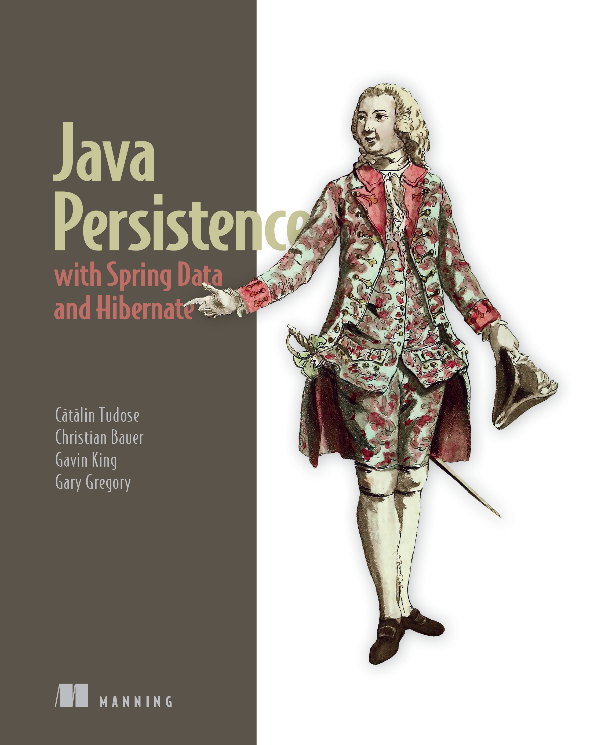 Java
Persistence
with Spring Data
and Hibernate
Cătălin Tudose
Christian Bauer
Gavin King
Gary Gregory
MANNING